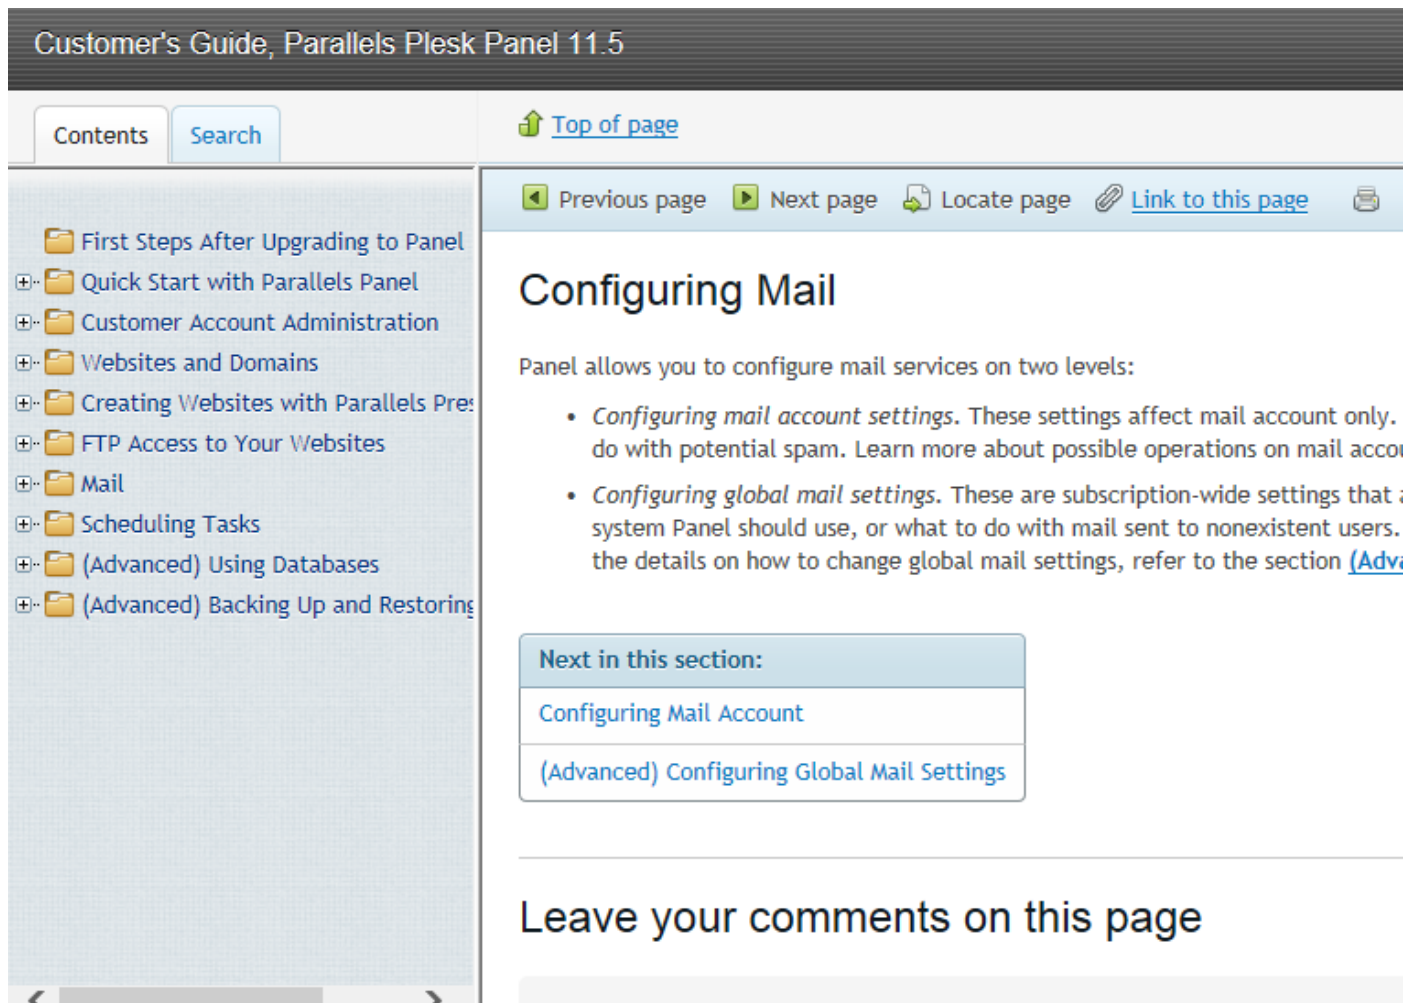 Customer's Guide, Parallels Plesk Panel 11.5
Contents
Search
Top of page
First Steps After Upgrading to Panel
Quick Start with Parallels Panel
Customer Account Administration
Websites and Domains
Creating Websites with Parallels
FTP Access to Your Websites
Mail
Scheduling Tasks
(Advanced) Using Databases
(Advanced) Backing Up and Restoring
Previous page Next page Locate page Link to this page
Configuring Mail
Panel allows you to configure mail services on two levels:
• Configuring mail account settings. These settings affect mail account only.
do with potential spam. Learn more about possible operations on mail
• Configuring global mail settings. These are subscription-wide settings that
system Panel should use, or what to do with mail sent to nonexistent users.
the details on how to change global mail settings, refer to the section
Next in this section:
Configuring Mail Account
(Advanced) Configuring Global Mail Settings
Leave your comments on this page